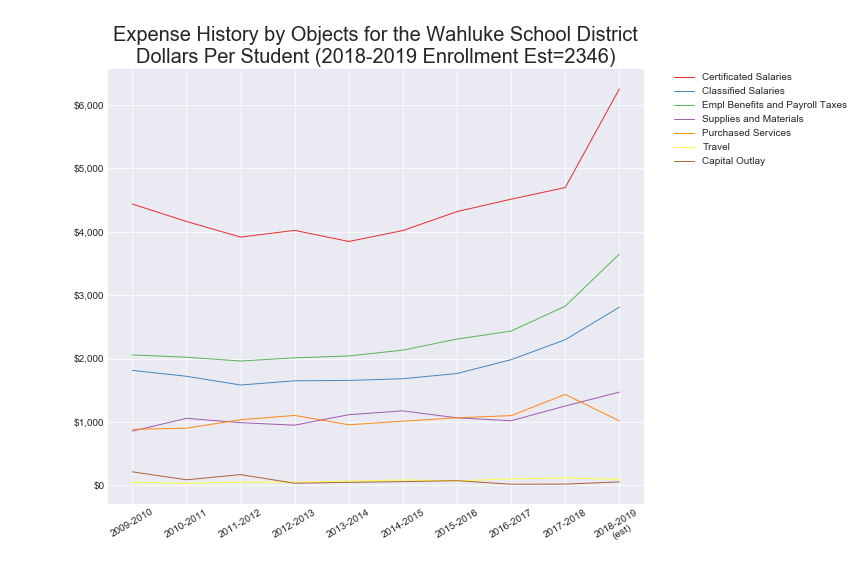 Expense History by Objects for the Wahluke School District
Dollars Per Student (2018-2019 Enrollment Est=2346)
Certificated Salaries
Classified Salaries
Empl Benefits and Payroll Taxes
Supplies and Materials
Purchased Services
Travel
Capital Outlay
$6,000
$5,000
$4,000
$3,000
$2,000
$1,000
$0
2009-2010
2010-2011
2011-2012
2012-2013
2013-2014
2014-2015
2015-2016
2016-2017
2017-2018
2018-2019
(est)